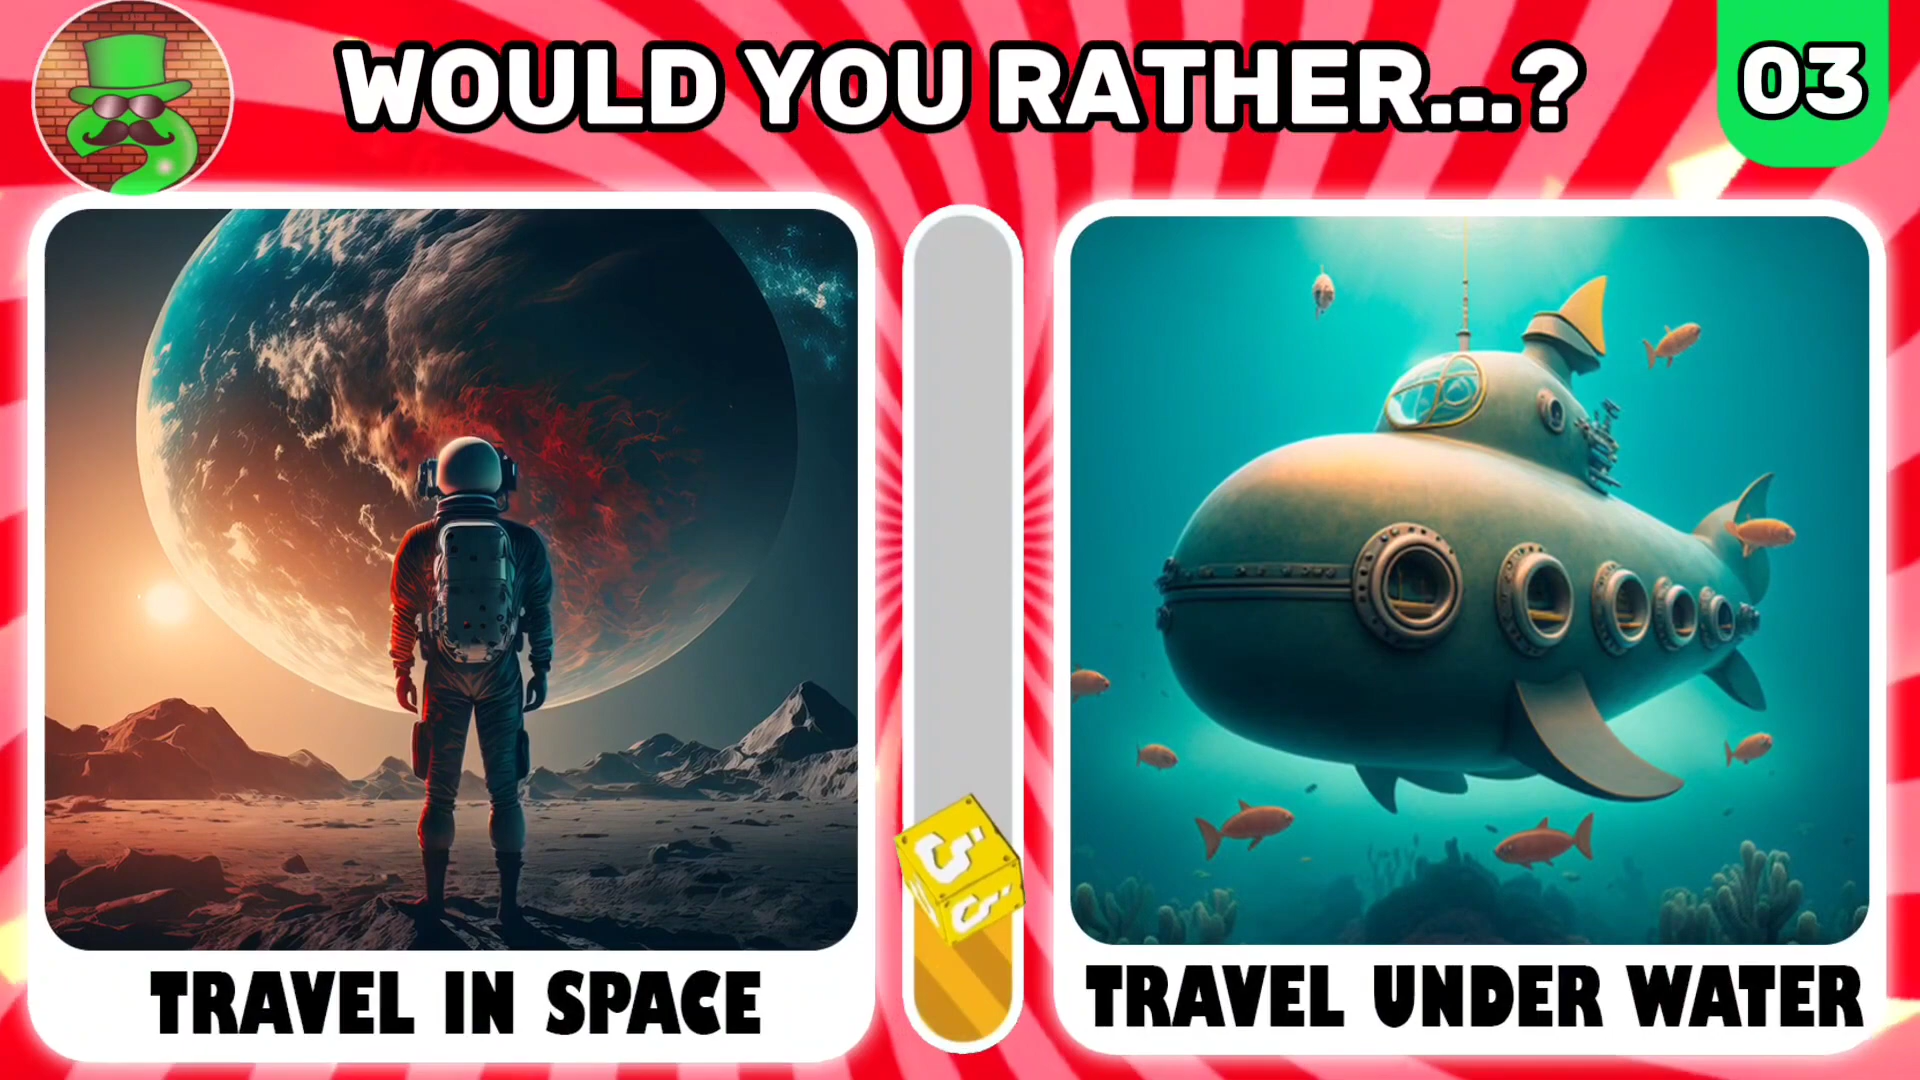 WOULD YOU RATHER...?
03
TRAVEL IN SPACE
TRAVEL UNDER WATER